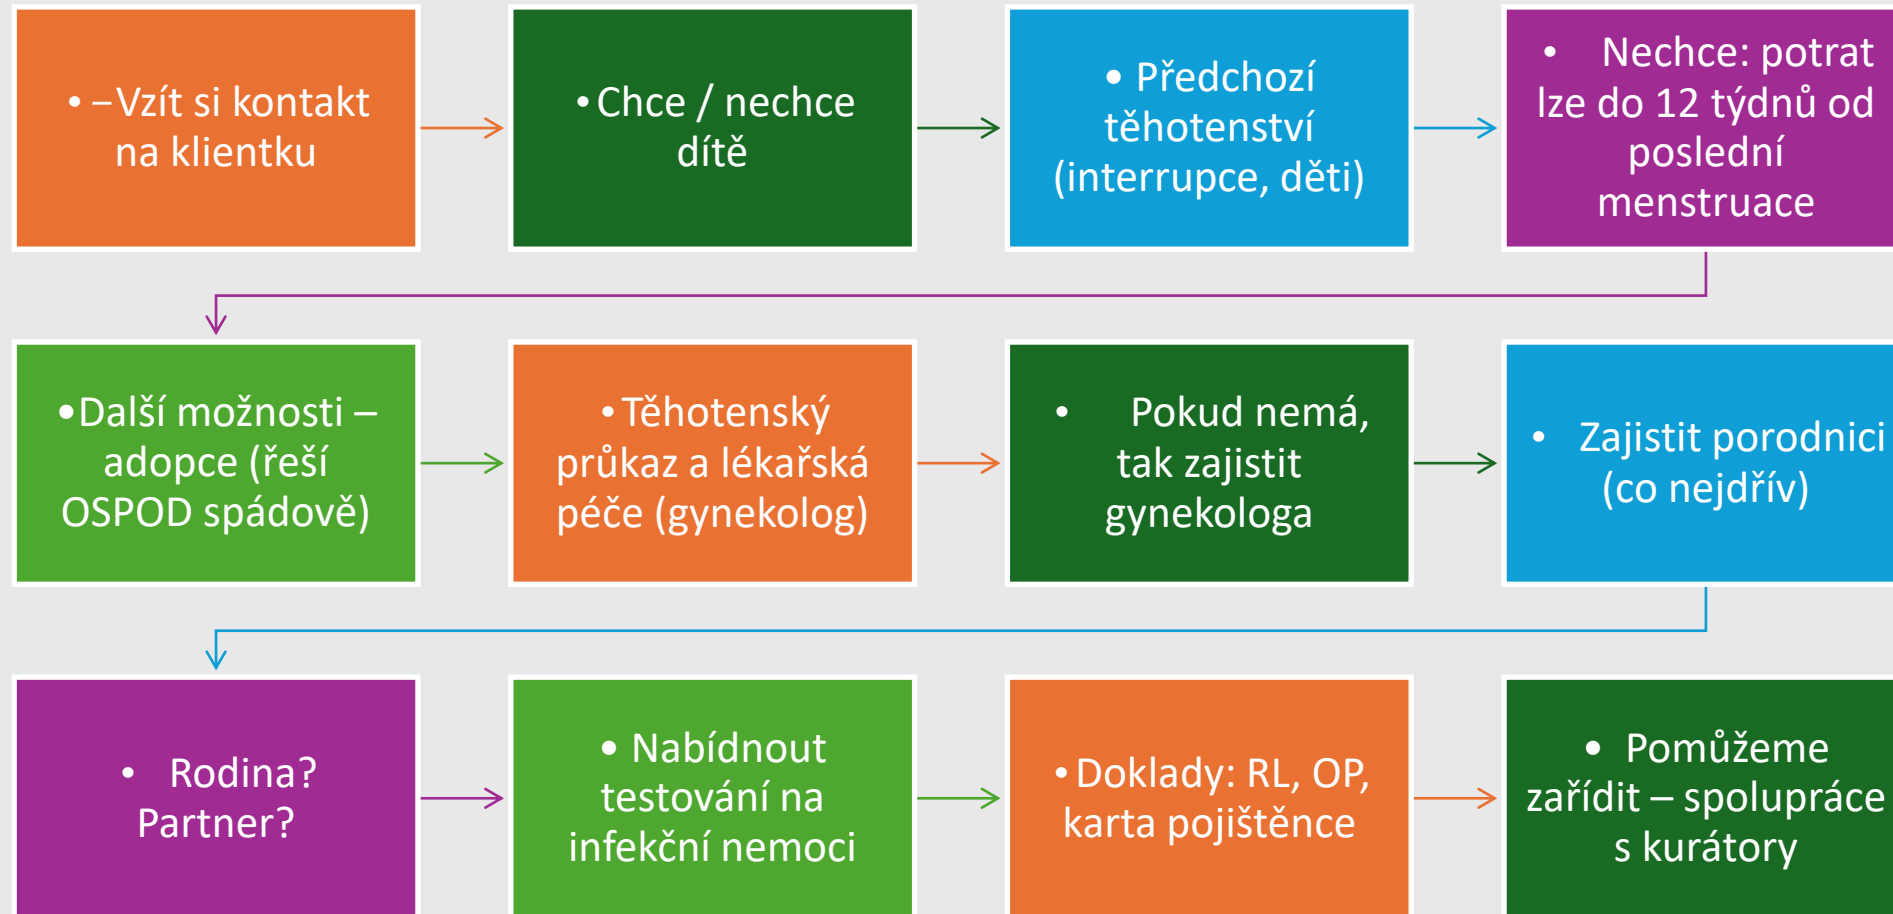 • –Vzít si kontakt
na klientku
• Chce / nechce
dítě
• Předchozí
těhotenství
(interrupce, děti)
• Nechce: potrat
lze do 12 týdnů od
poslední
menstruace
•Další možnosti –
adopce (řeší
OSPOD spádově)
• Těhotenský
průkaz a lékařská
péče (gynekolog)
• Pokud nemá,
tak zajistit
gynekologa
• Zajistit porodnici
(co nejdřív)
• Rodina?
Partner?
• Nabídnout
testování na
infekční nemoci
• Doklady: RL, OP,
karta pojištěnce
• Pomůžeme
zařídit – spolupráce
s kurátory